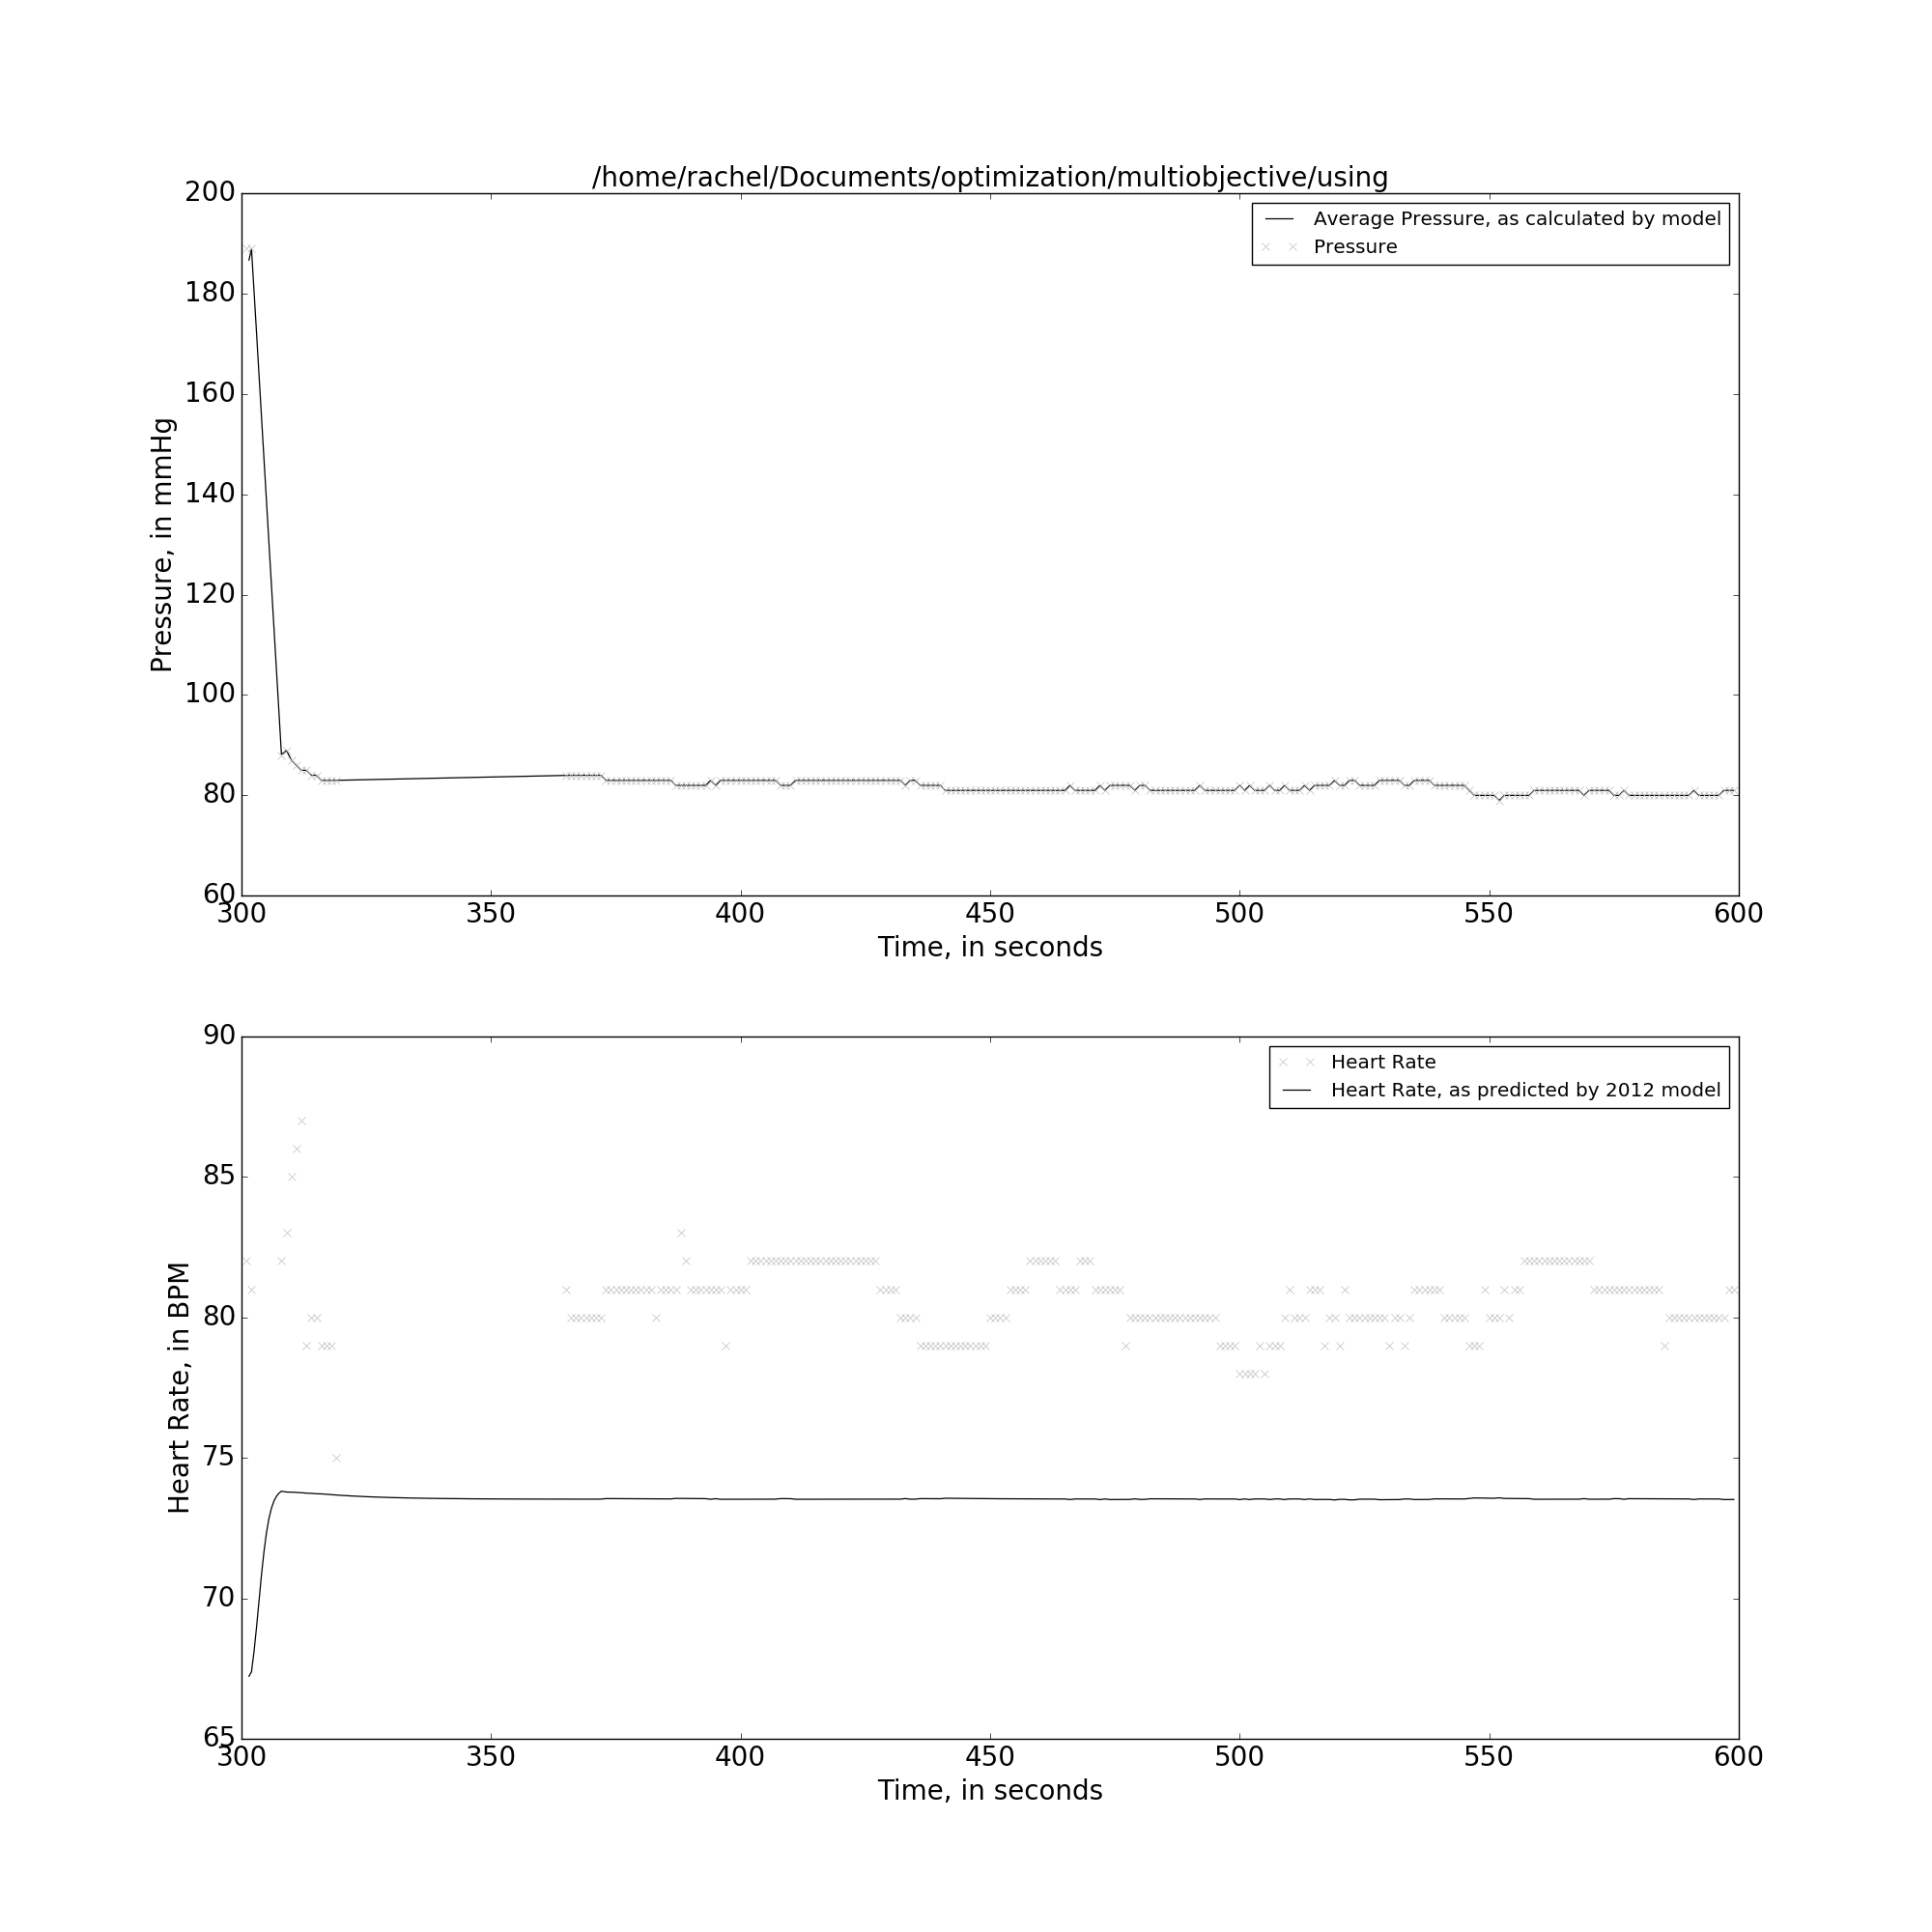 /home/rachel/Documents/optimization/multiobjective/using
200
180
160
140
120
100
80
60
Pressure, in mmHg
Average Pressure, as calculated by model
Pressure
300 350 400 450 500 550 600
Time, in seconds
90
85
80
75
70
65
Heart Rate, in BPM
Heart Rate
Heart Rate, as predicted by 2012 model
300 350 400 450 500 550 600
Time, in seconds